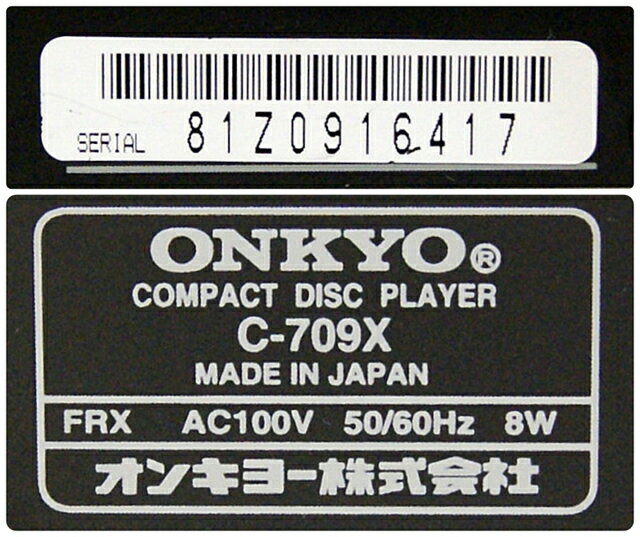 SERIAL 81Z0916417
ONKYO®
COMPACT DISC PLAYER
C-709X
MADE IN JAPAN
FRX AC100V 50/60Hz 8W
オンキヨー株式会社